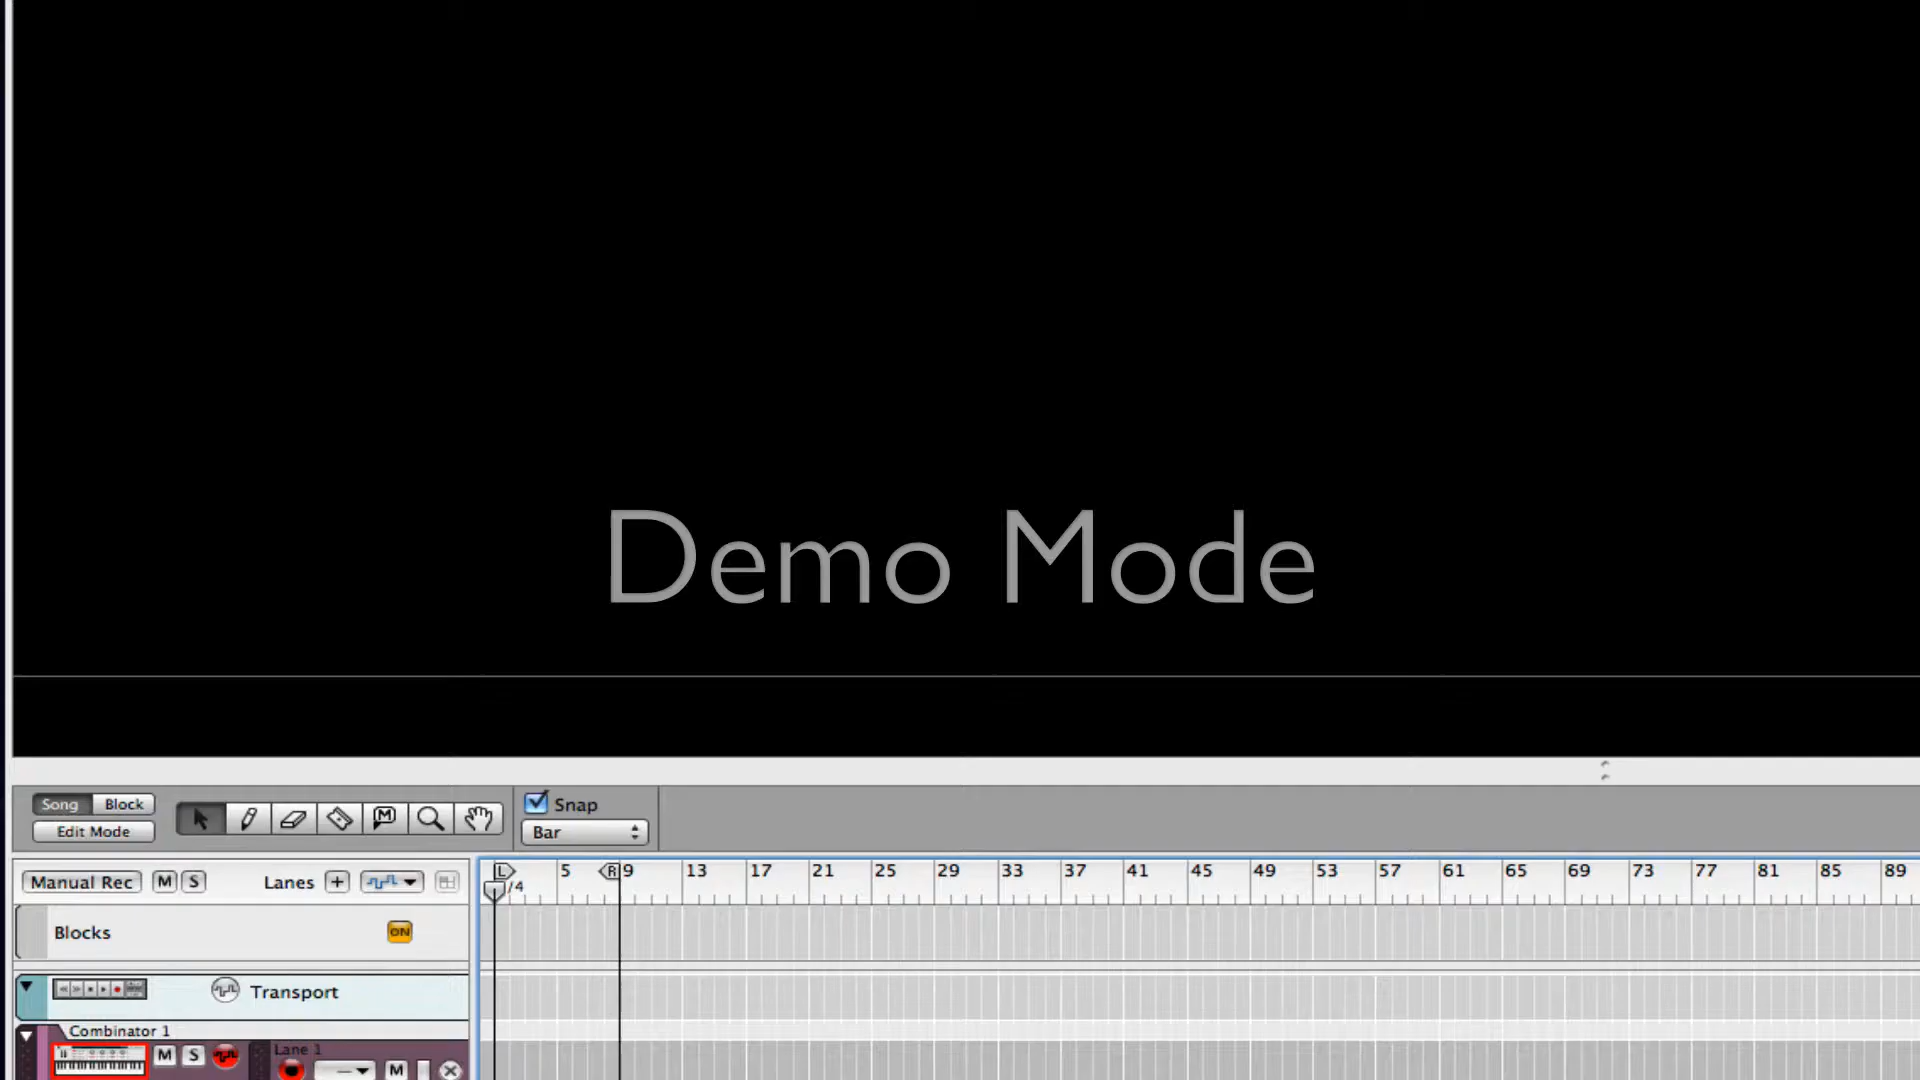 Demo Mode
Song Block
Edit Mode
M
Snap
Bar
Manual Rec M S Lanes +
L 5 R 9 13 17 21 25 29 33 37 41 45 49 53 57 61 65 69 73 77 81 85 89
/4
Blocks ON
Transport
Combinator 1
M S Lane 1
M